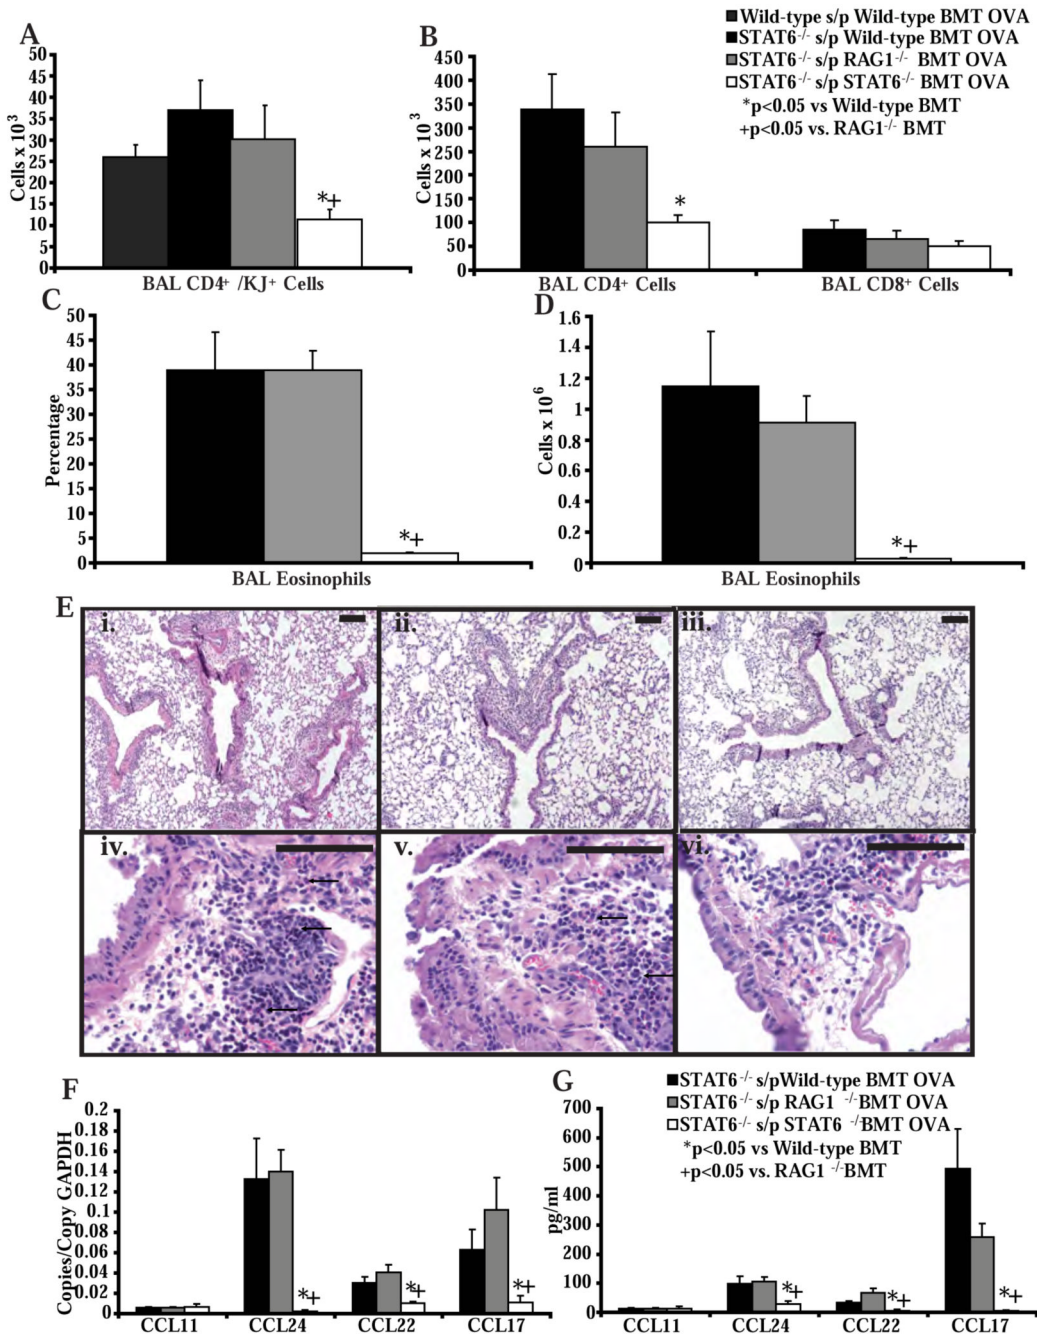 A
50
45
40
35
30
25
20
15
10
5
0
Cells x 10³
*+
BAL CD4+ /KJ+ Cells
B
450
400
350
300
250
200
150
100
50
0
Cells x 10³
*
BAL CD4+ Cells
BAL CD8+ Cells
Wild-type s/p Wild-type BMT OVA
STAT6-/- s/p Wild-type BMT OVA
STAT6-/- s/p RAG1-/- BMT OVA
STAT6-/- s/p STAT6-/- BMT OVA
*p<0.05 vs Wild-type BMT
+p<0.05 vs. RAG1-/- BMT
C
50
45
40
35
30
25
20
15
10
5
0
Percentage
*+
BAL Eosinophils
D
1.6
1.4
1.2
1
0.8
0.6
0.4
0.2
0
Cells x 10⁶
*+
BAL Eosinophils
E
i.
ii.
iii.
iv.
v.
vi.
F
0.2
0.18
0.16
0.14
0.12
0.1
0.08
0.06
0.04
0.02
0
Copies/Copy GAPDH
*+
*+
*+
CCL11
CCL24
CCL22
CCL17
G
700
600
500
400
300
200
100
0
pg/ml
STAT6-/- s/pWild-type BMT OVA
STAT6-/- s/p RAG1 -/-BMT OVA
STAT6-/- s/p STAT6 -/-BMT OVA
*p<0.05 vs Wild-type BMT
+p<0.05 vs. RAG1 -/-BMT
*+
*+
*+
CCL11
CCL24
CCL22
CCL17